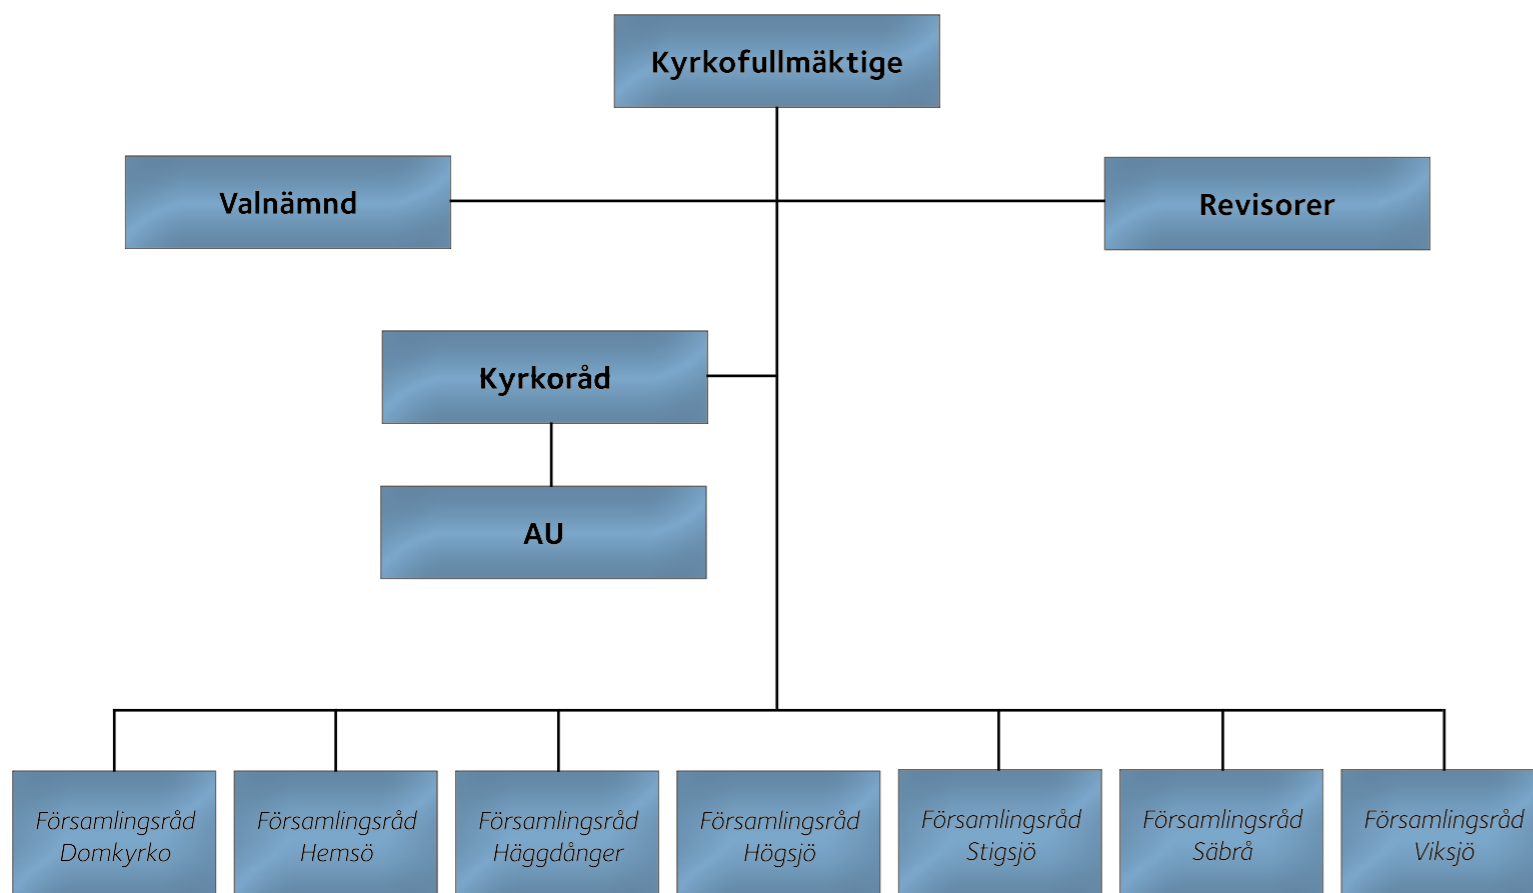 Kyrkofullmäktige
Valnämnd
Revisorer
Kyrkoråd
AU
Församlingsråd
Domkyrko
Församlingsråd
Hemsö
Församlingsråd
Häggdånger
Församlingsråd
Högsjö
Församlingsråd
Stigsjö
Församlingsråd
Säbrå
Församlingsråd
Viksjö